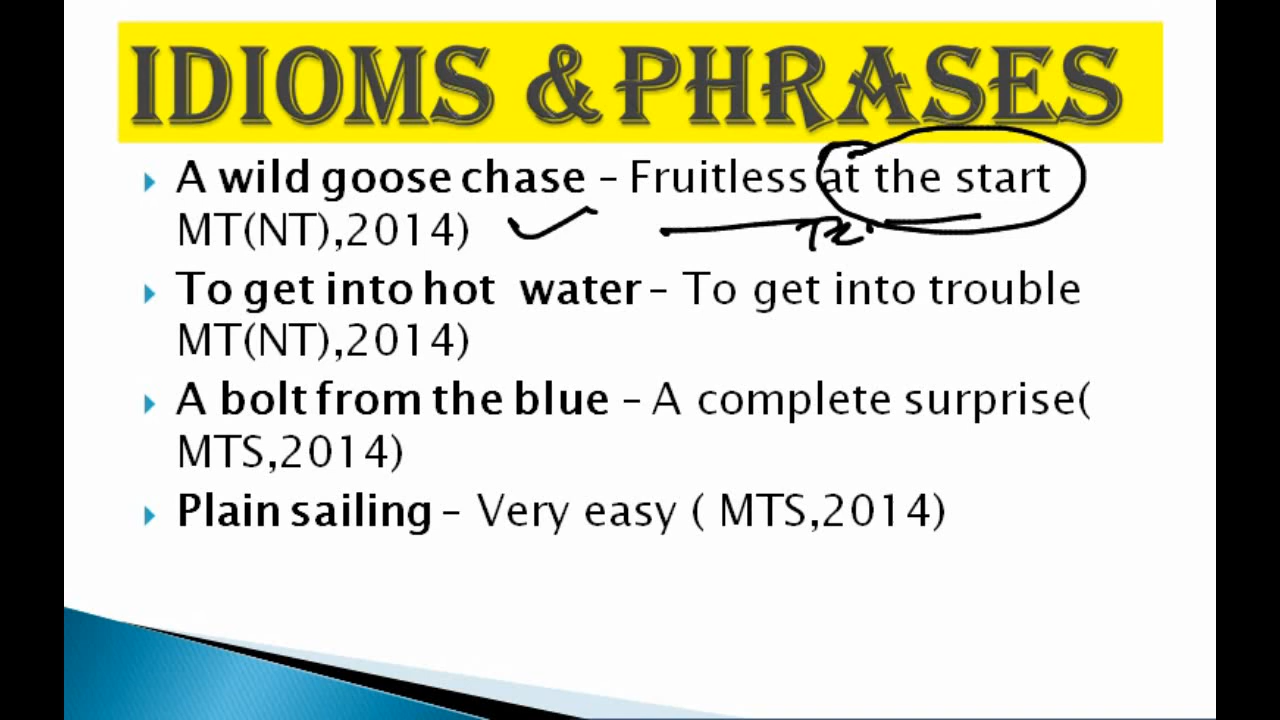 IDIOMS & PHRASES
A wild goose chase – Fruitless at the start
MT(NT),2014)
To get into hot water – To get into trouble
MT(NT),2014)
A bolt from the blue – A complete surprise(
MTS,2014)
Plain sailing – Very easy ( MTS,2014)